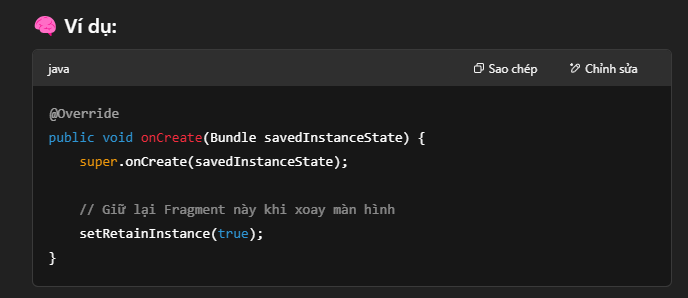 🧠 Ví dụ:
java Sao chép Chỉnh sửa
@Override
public void onCreate(Bundle savedInstanceState) {
    super.onCreate(savedInstanceState);

    // Giữ lại Fragment này khi xoay màn hình
    setRetainInstance(true);
}